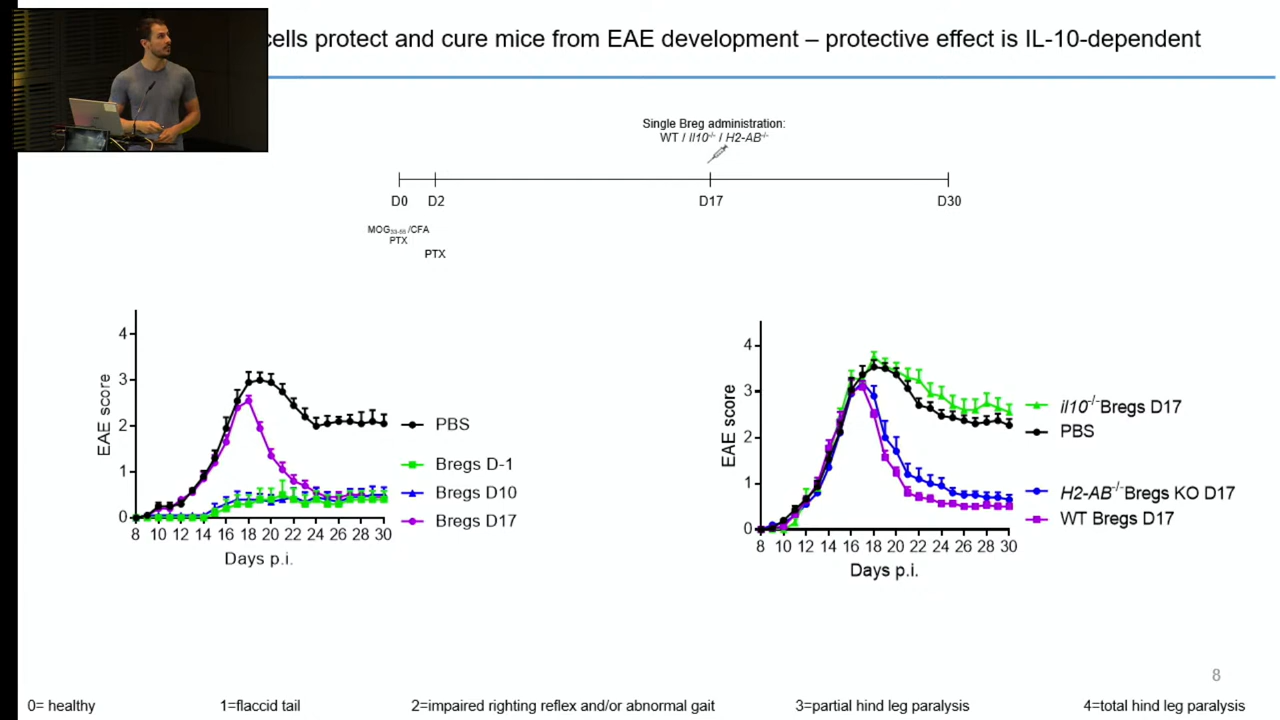 cells protect and cure mice from EAE development – protective effect is IL-10-dependent
Single Breg administration:
WT / Il10-/- / H2-AB-/-
D0
D2
D17
D30
MOG35-55/CFA
PTX
PTX
EAE score
4
3
2
1
0
8 10 12 14 16 18 20 22 24 26 28 30
Days p.i.
PBS
Bregs D-1
Bregs D10
Bregs D17
EAE score
4
3
2
1
0
8 10 12 14 16 18 20 22 24 26 28 30
Days p.i.
il10-/-Bregs D17
PBS
H2-AB-/-Bregs KO D17
WT Bregs D17
8
0= healthy
1=flaccid tail
2=impaired righting reflex and/or abnormal gait
3=partial hind leg paralysis
4=total hind leg paralysis